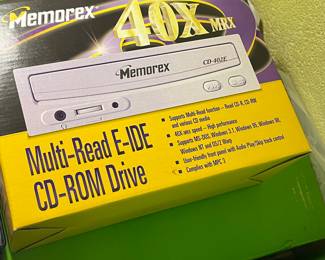 Memorex
40X MAX
Memorex
CD-402E
Multi-Read E-IDE
CD-ROM Drive
• Supports Multi-Read function - Read CD-R, CD-RW
and various CD media
• 40X max speed - High performance
• Supports MS-DOS, Windows 3.1, Windows 95, Windows 98,
Windows NT and OS/2 Warp
• User-friendly front panel with Audio Play/Skip track control
• Complies with MPC 3